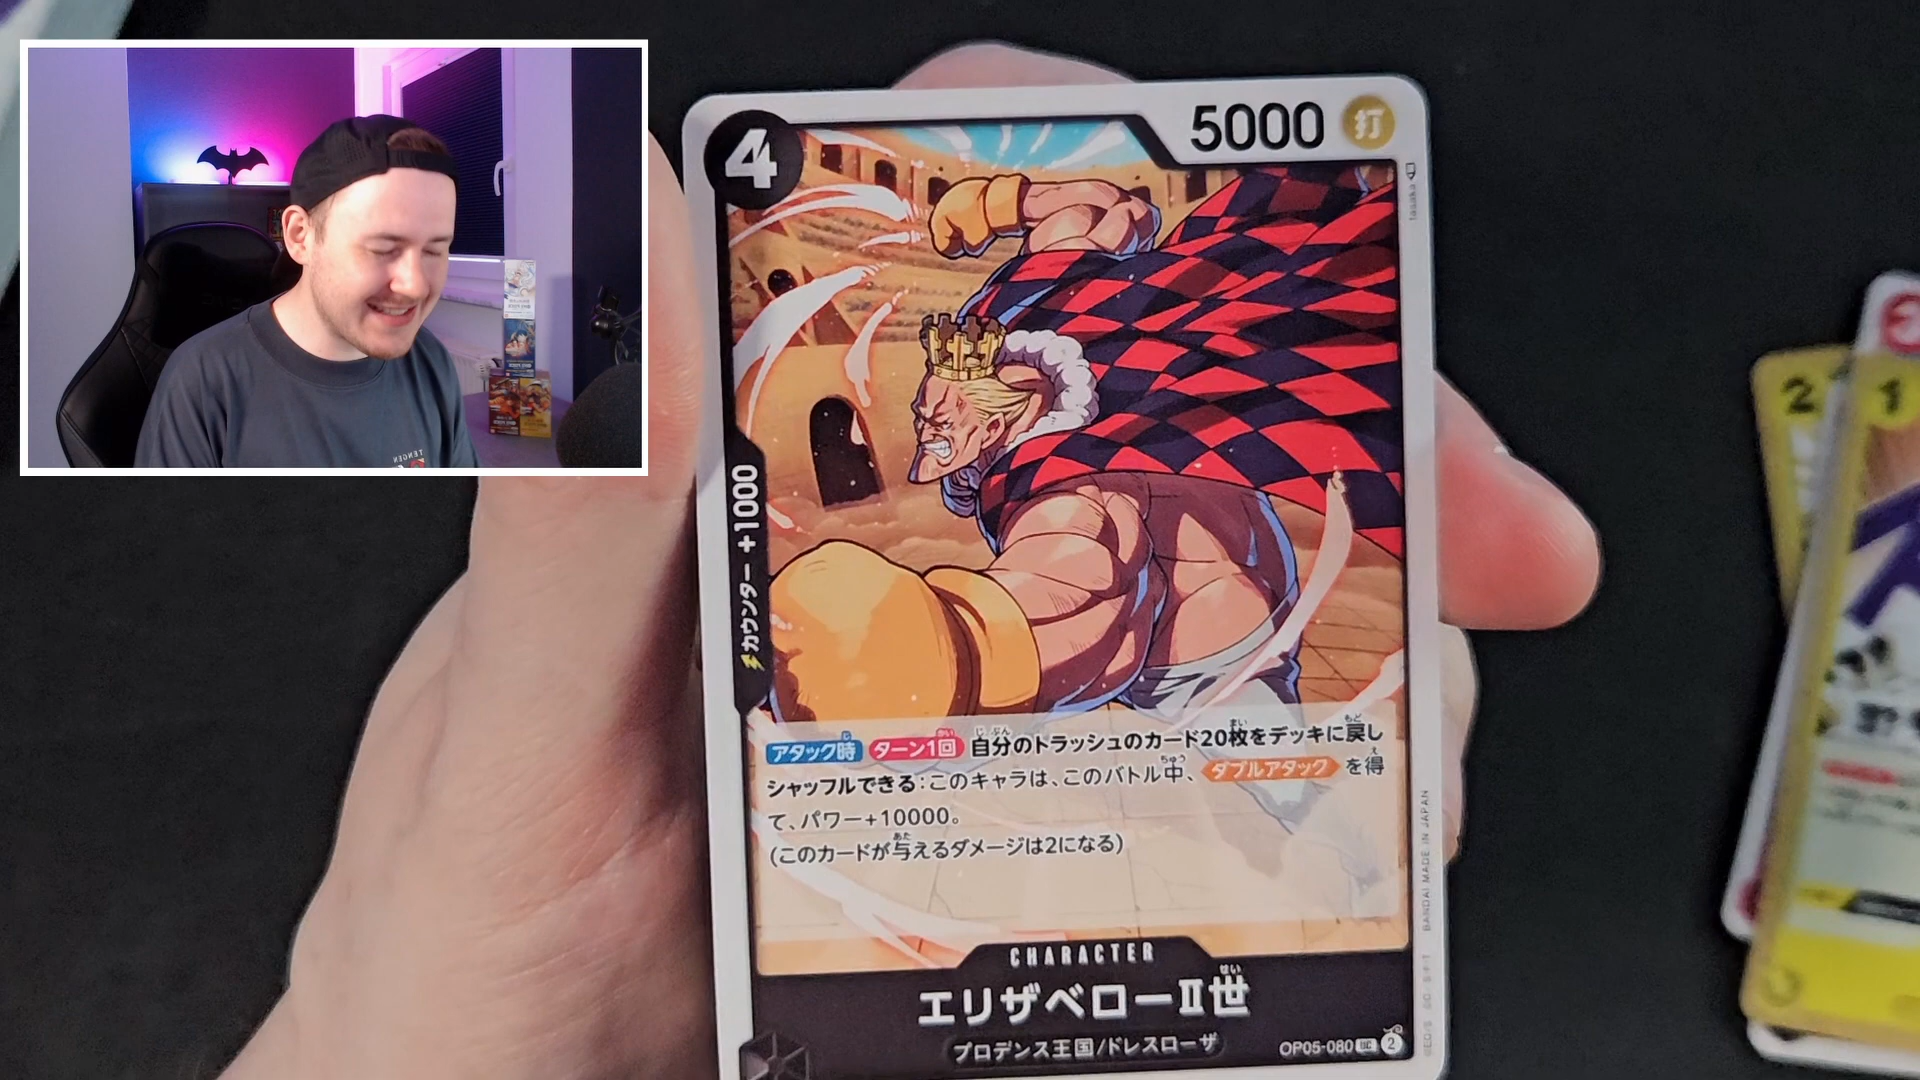 4
5000 打
tasaka
カウンター +1000
アタック時 ターン1回 自分のトラッシュのカード20枚をデッキに戻し
シャッフルできる：このキャラは、このバトル中、ダブルアタック を得
て、パワー+10000。
(このカードが与えるダメージは2になる)
BANDAI MADE IN JAPAN
CHARACTER
エリザベローⅡ世
プロデンス王国/ドレスローザ
OP05-080 UC 2
2
1
TENGEN